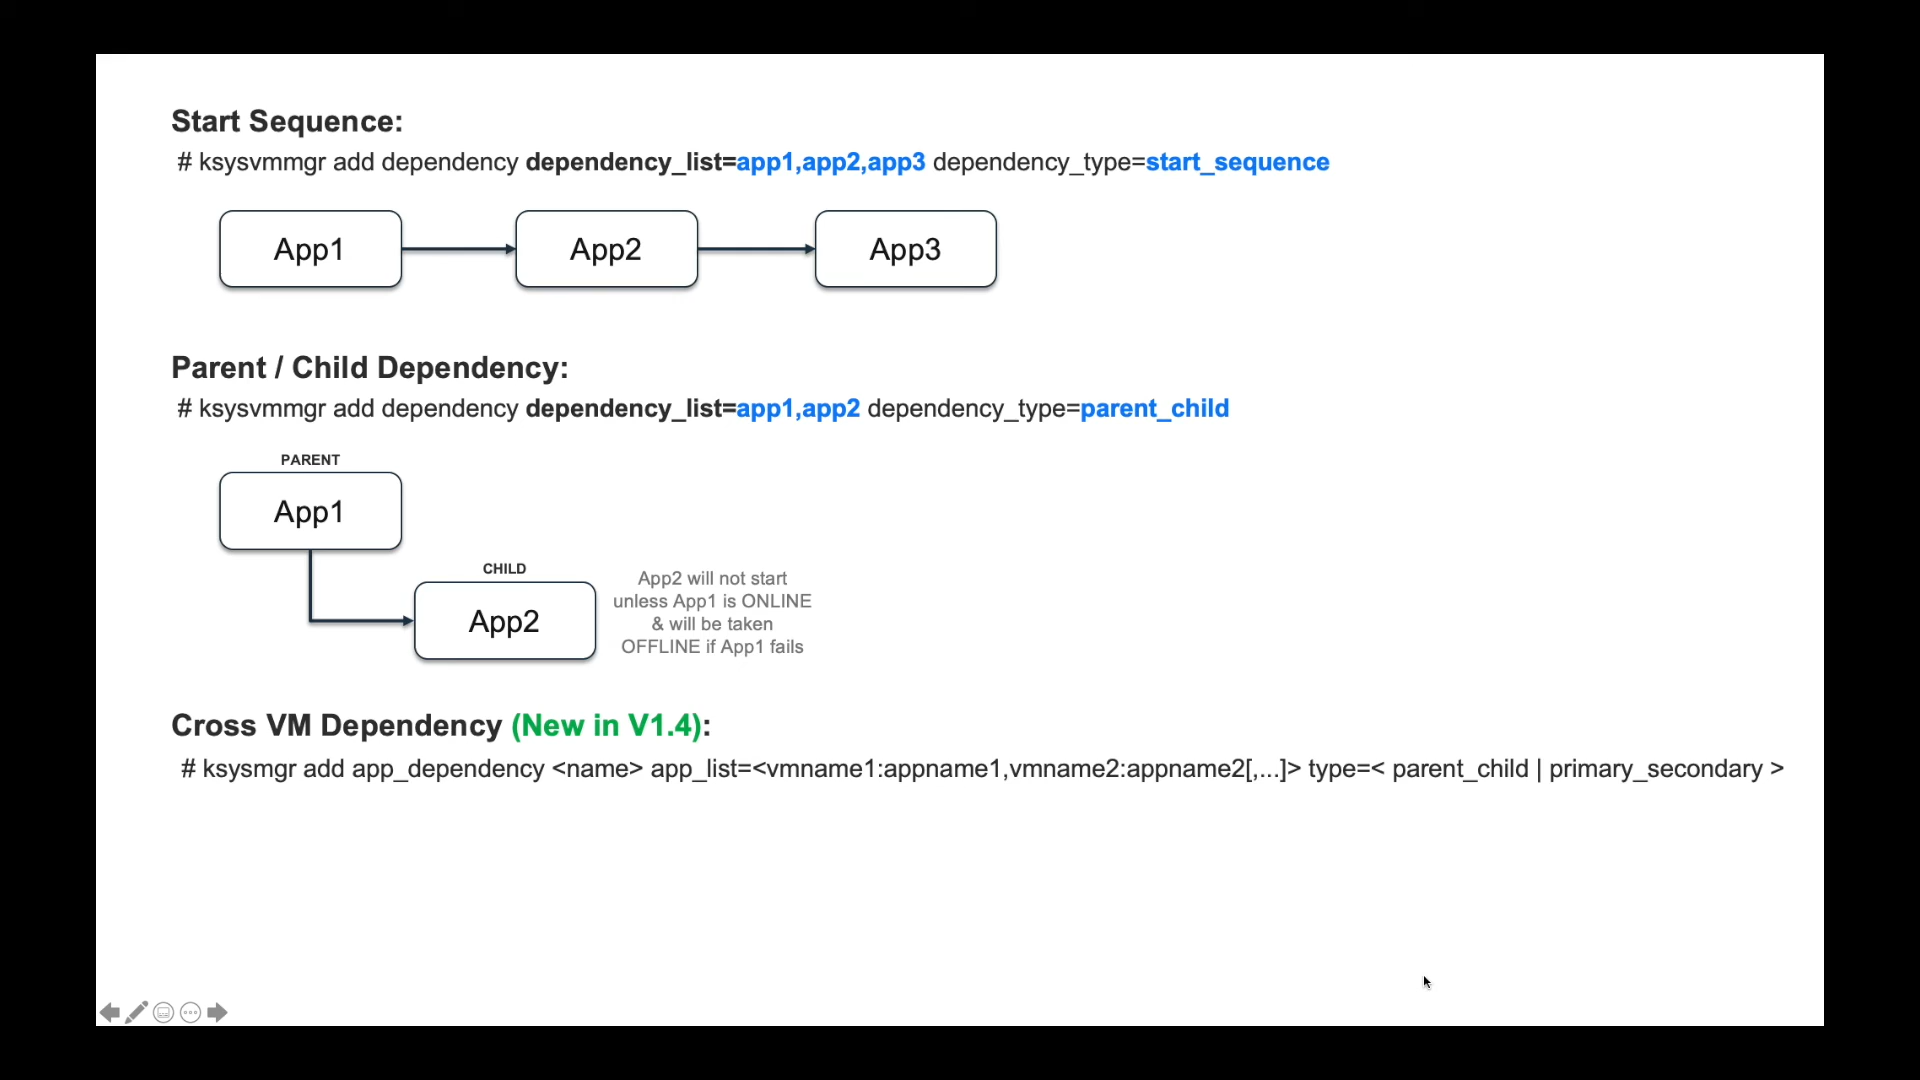 Start Sequence:
# ksysvmmgr add dependency dependency_list=app1,app2,app3 dependency_type=start_sequence
App1
App2
App3
Parent / Child Dependency:
# ksysvmmgr add dependency dependency_list=app1,app2 dependency_type=parent_child
PARENT
App1
CHILD
App2
App2 will not start
unless App1 is ONLINE
& will be taken
OFFLINE if App1 fails
Cross VM Dependency (New in V1.4):
# ksysmgr add app_dependency <name> app_list=<vmname1:appname1,vmname2:appname2[,...]> type=< parent_child | primary_secondary >